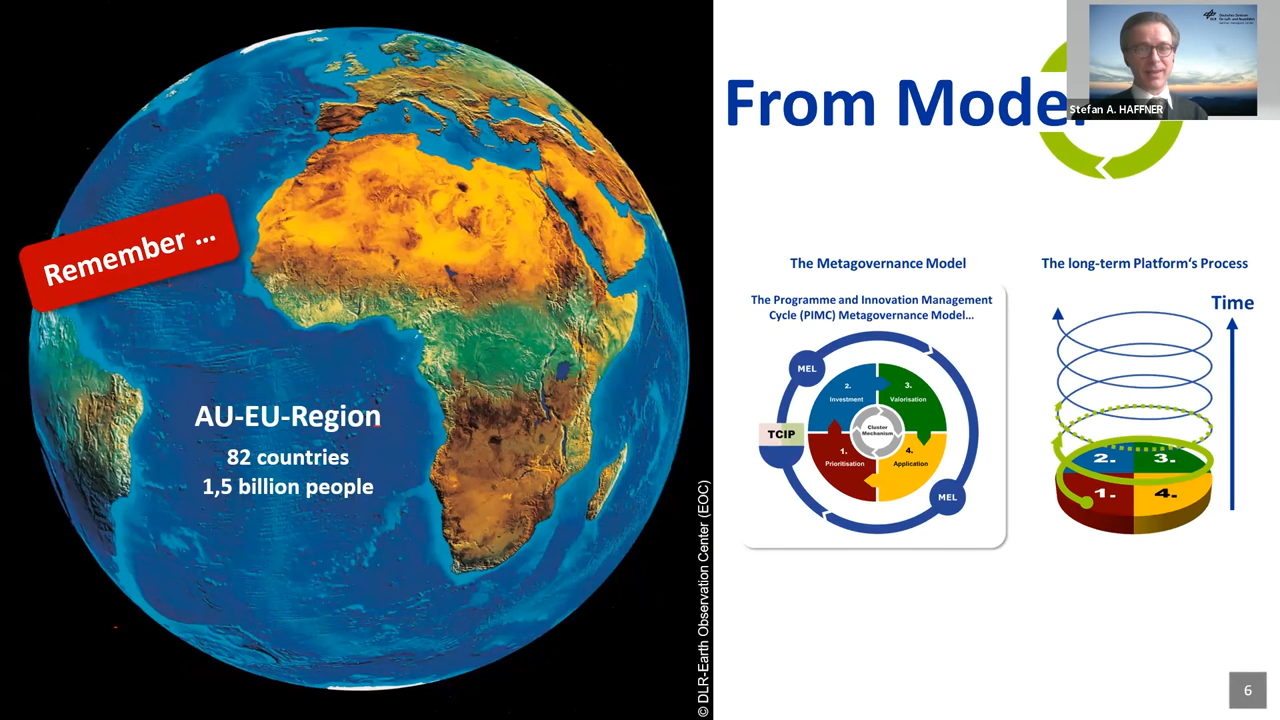 Remember ...
AU-EU-Region
82 countries
1,5 billion people
© DLR-Earth Observation Center (EOC)
From Model
Stefan A. HAFFNER
The Metagovernance Model
The Programme and Innovation Management
Cycle (PIMC) Metagovernance Model...
MEL
2.
Investment
3.
Valorisation
TCIP
Cluster
Mechanism
1.
Prioritisation
4.
Application
MEL
The long-term Platform's Process
Time
2.
3.
1.
4.
6